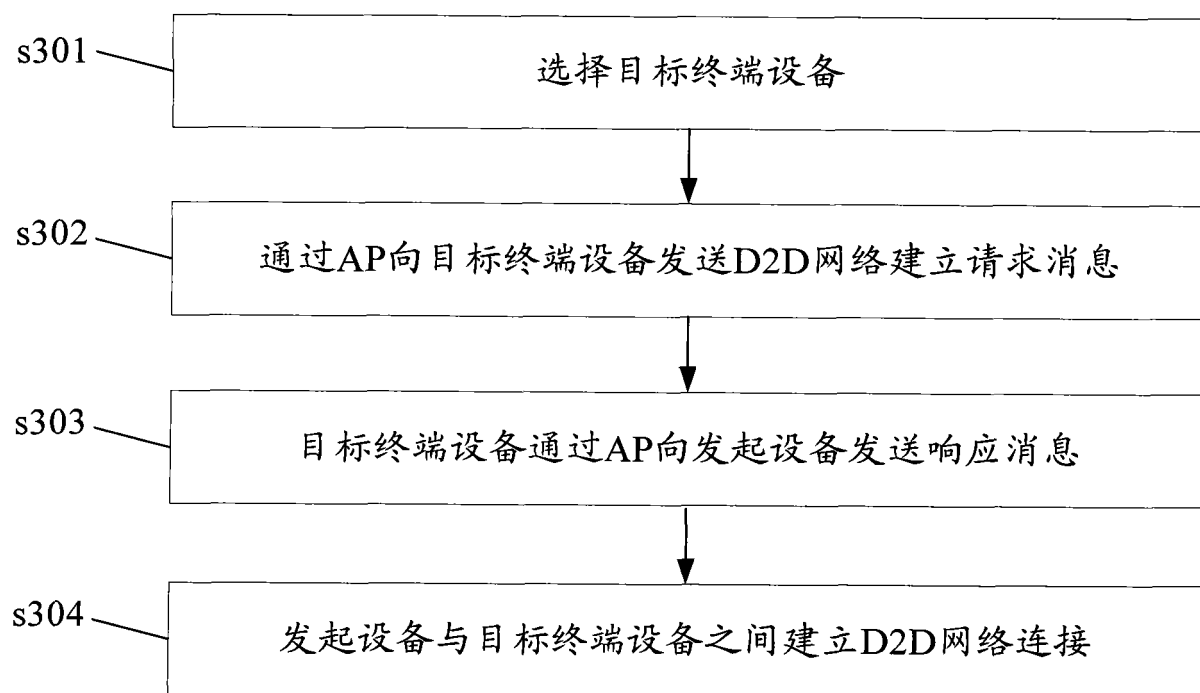 s301
选择目标终端设备
s302
通过AP向目标终端设备发送D2D网络建立请求消息
s303
目标终端设备通过AP向发起设备发送响应消息
s304
发起设备与目标终端设备之间建立D2D网络连接